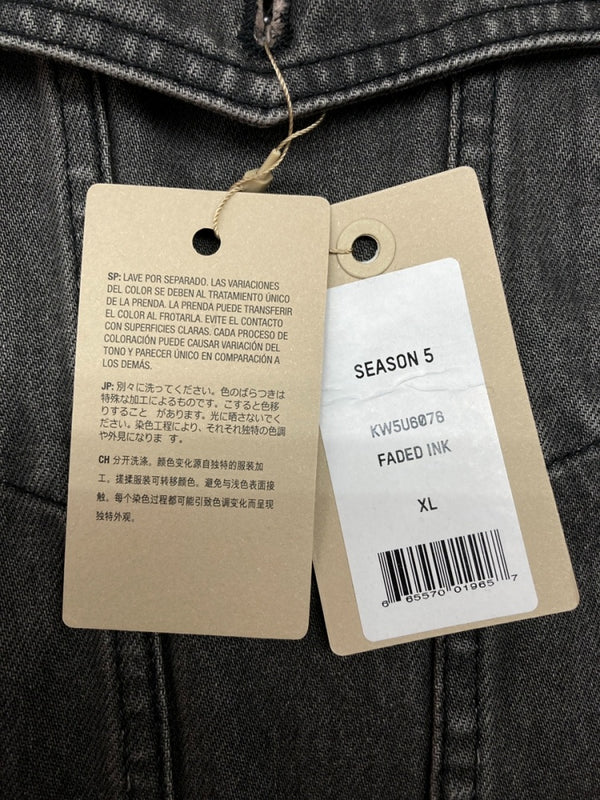 SP: LAVE POR SEPARADO. LAS VARIACIONES
DEL COLOR SE DEBEN AL TRATAMIENTO ÚNICO
DE LA PRENDA. LA PRENDA PUEDE TRANSFERIR
EL COLOR AL FROTARLA. EVITE EL CONTACTO
CON SUPERFICIES CLARAS. CADA PROCESO DE
COLORACIÓN PUEDE CAUSAR VARIACIÓN DEL
TONO Y PARECER ÚNICO EN COMPARACIÓN A
LOS DEMÁS.
JP: 別々に洗ってください。色のばらつきは
特殊な加工によるものです。こすると色移
りすること が あります。光に晒さないでく
ださい。染色工程により、それぞれ独特の色調
や外見になりま す。
CH 分开洗涤。颜色变化源自独特的服装加
工。搓揉服装可转移颜色。避免与浅色表面接
触。每个染色过程都可能引致色调变化而呈现
独特外观。
SEASON 5
KW5U6076
FADED INK
XL
6 65570 01965 7